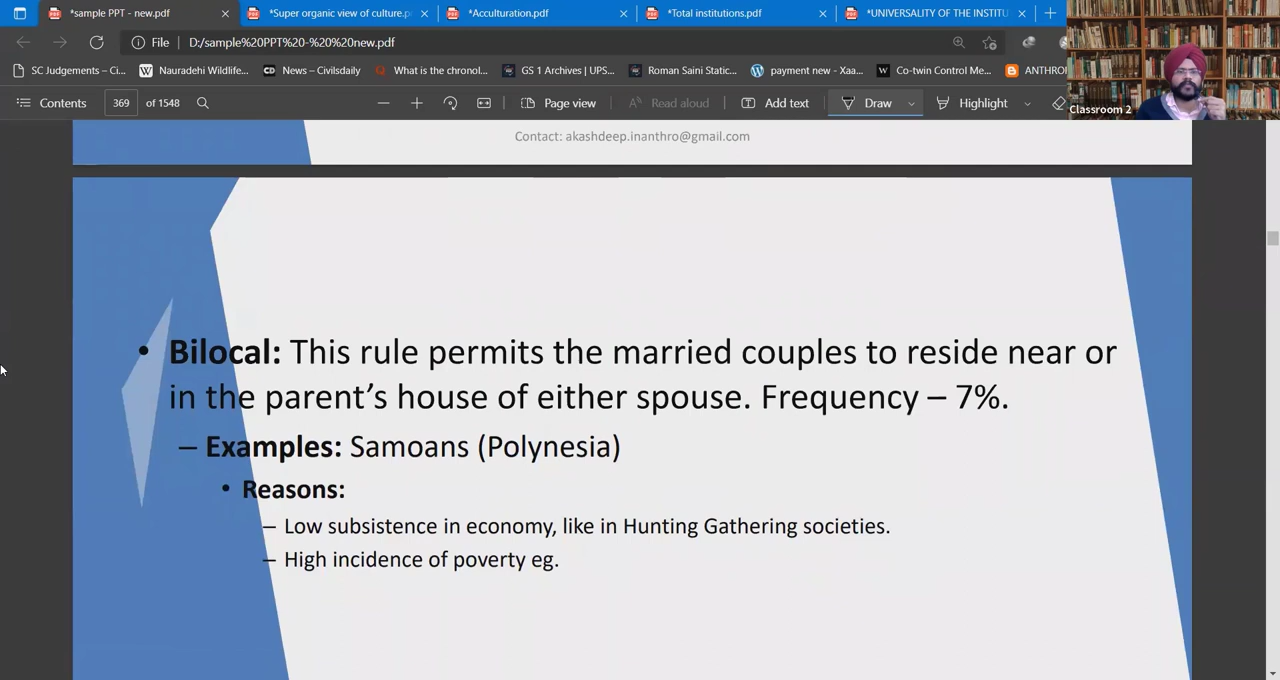 *sample PPT - new.pdf
*Super organic view of culture.p
*Acculturation.pdf
*Total institutions.pdf
*UNIVERSALITY OF THE INSTITU
File
D:/sample%20PPT%20-%20%20new.pdf
SC Judgements – Ci...
Nauradehi Wildlife...
News – Civilsdaily
What is the chronol...
GS 1 Archives | UPS...
Roman Saini Static...
payment new - Xaa...
Co-twin Control Me...
ANTHRO
Contents
369
of 1548
Page view
Read aloud
Add text
Draw
Highlight
Classroom 2
Contact: akashdeep.inanthro@gmail.com
• Bilocal: This rule permits the married couples to reside near or
in the parent’s house of either spouse. Frequency – 7%.
– Examples: Samoans (Polynesia)
• Reasons:
– Low subsistence in economy, like in Hunting Gathering societies.
– High incidence of poverty eg.